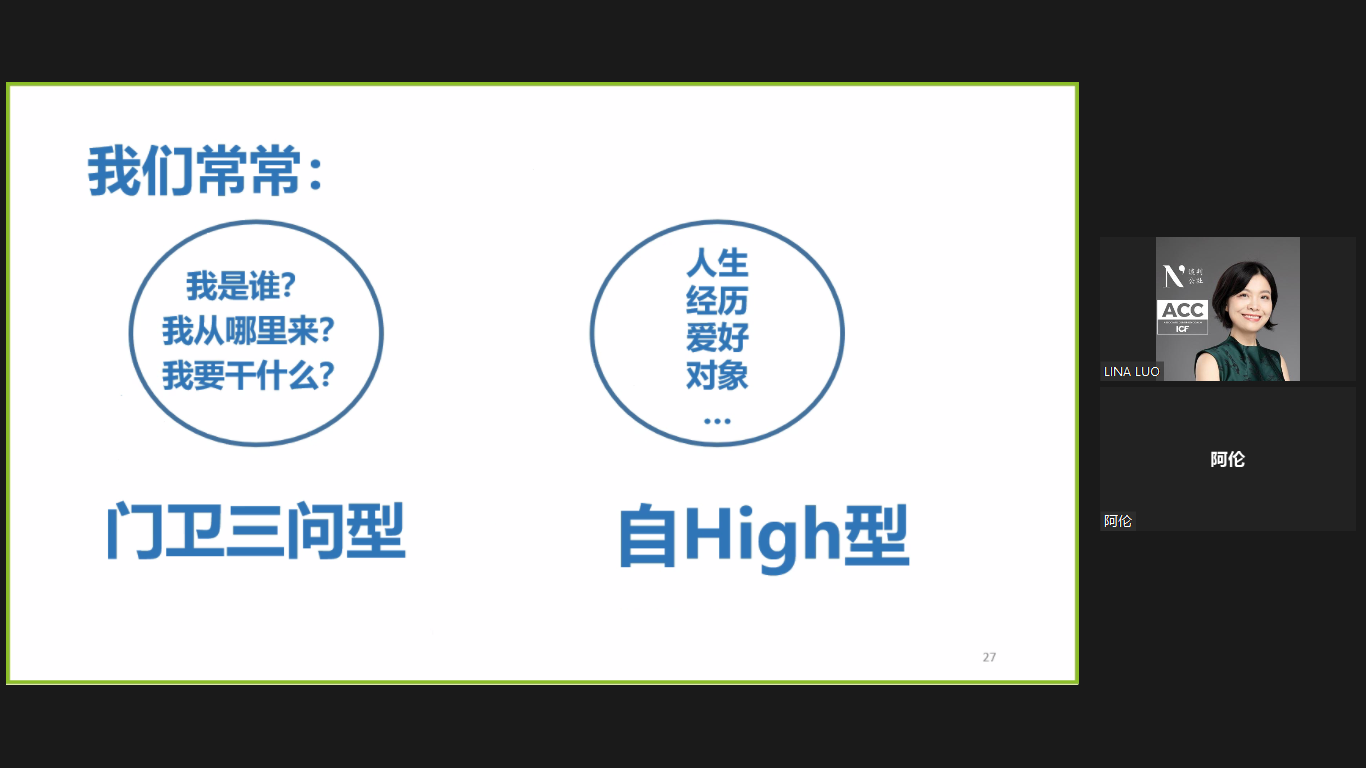 我们常常：
我是谁？
我从哪里来？
我要干什么？
门卫三问型
人生
经历
爱好
对象
...
自High型
27
ACC
ICF
LINA LUO
阿伦
阿伦